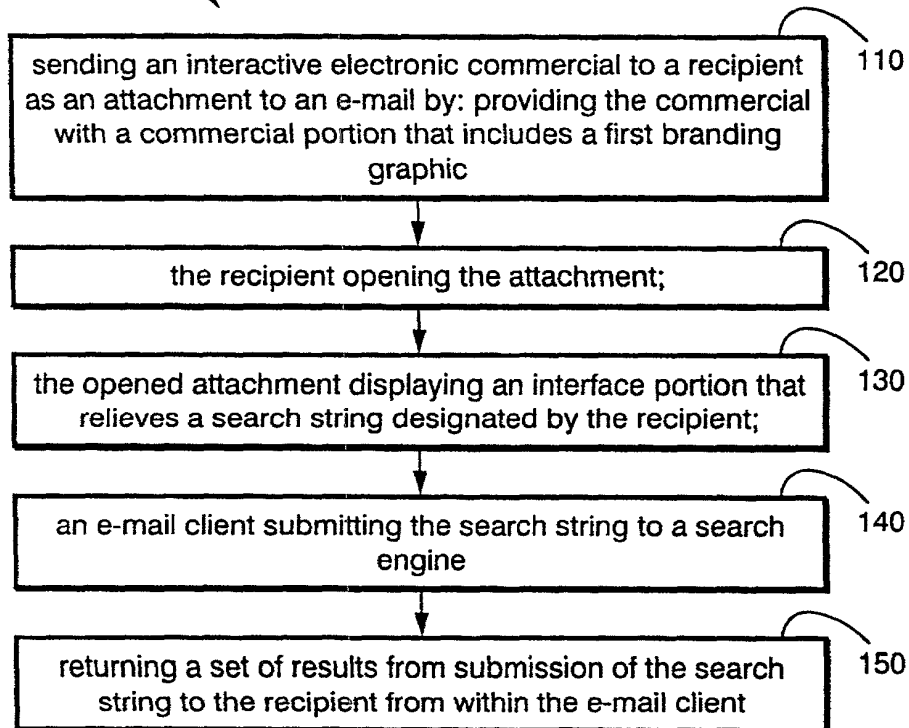 110
sending an interactive electronic commercial to a recipient
as an attachment to an e-mail by: providing the commercial
with a commercial portion that includes a first branding
graphic
120
the recipient opening the attachment;
130
the opened attachment displaying an interface portion that
relieves a search string designated by the recipient;
140
an e-mail client submitting the search string to a search
engine
150
returning a set of results from submission of the search
string to the recipient from within the e-mail client